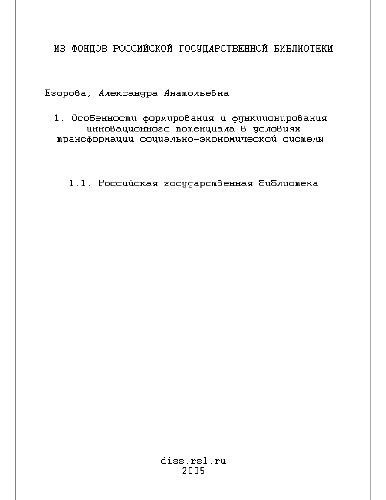 ИЗ ФОНДОВ РОССИЙСКОЙ ГОСУДАРСТВЕННОЙ БИБЛИОТЕКИ
Егорова, Александра Анатольевна
1. Особенности формирования и функционирования
инновационного потенциала в условиях
трансформации социально-экономической системы
1.1. Российская государственная библиотека
diss.rsl.ru
2005